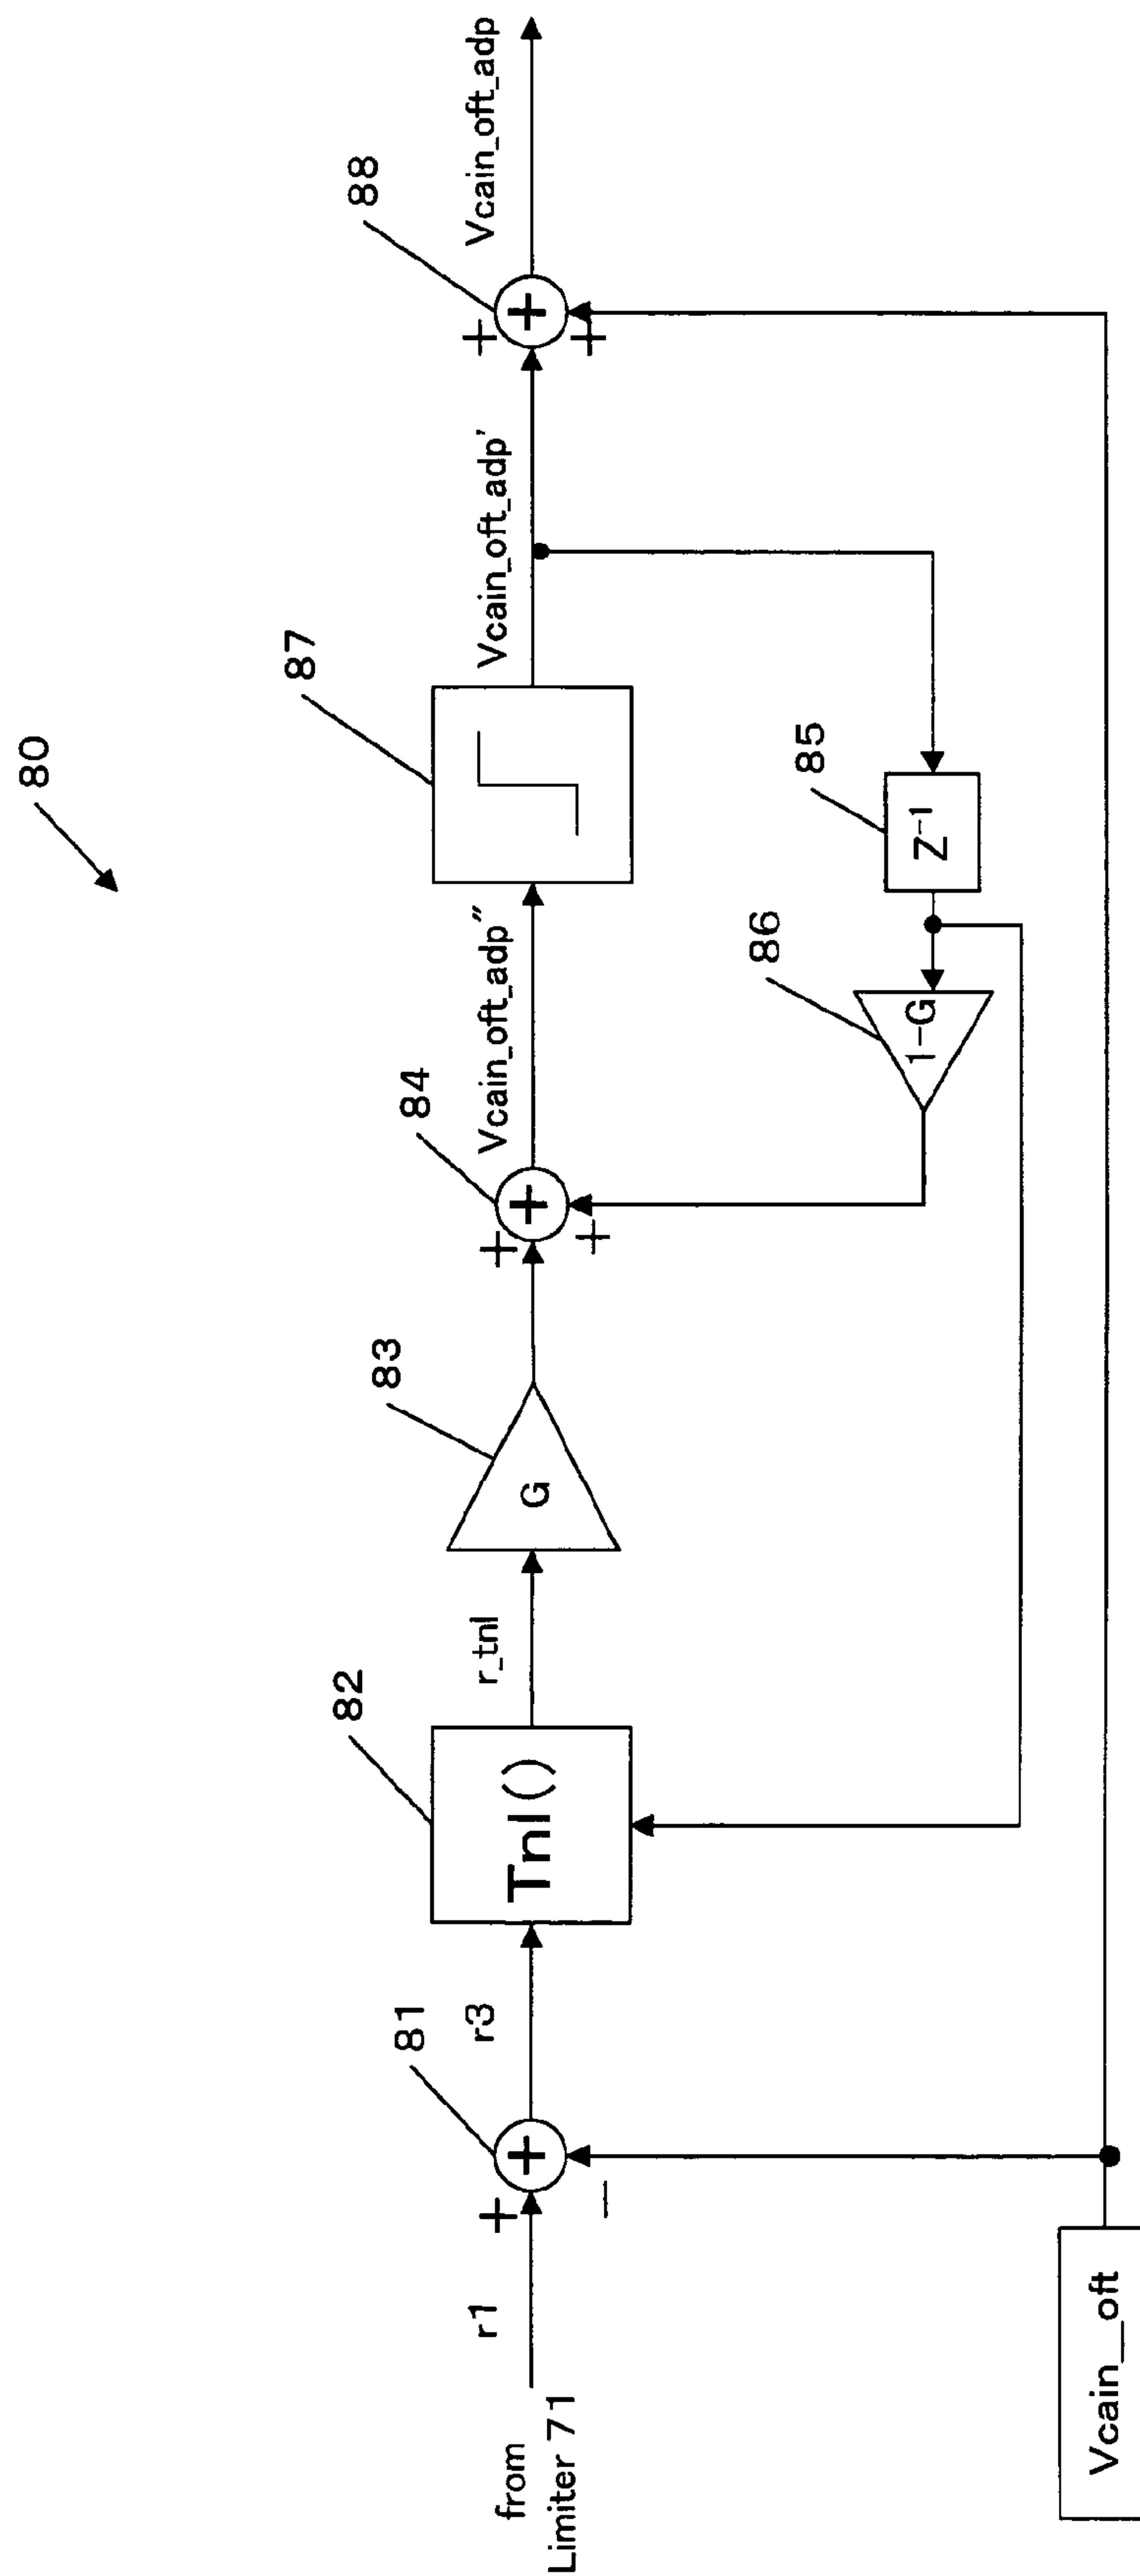 80
from
Limiter 71
r1
+
−
+
81
r3
82
Tnl()
r_tnl
83
G
84
+
+
+
Vcain_oft_adp"
87
Vcain_oft_adp'
85
Z-1
86
1-G
88
+
+
+
Vcain_oft_adp
Vcain_oft